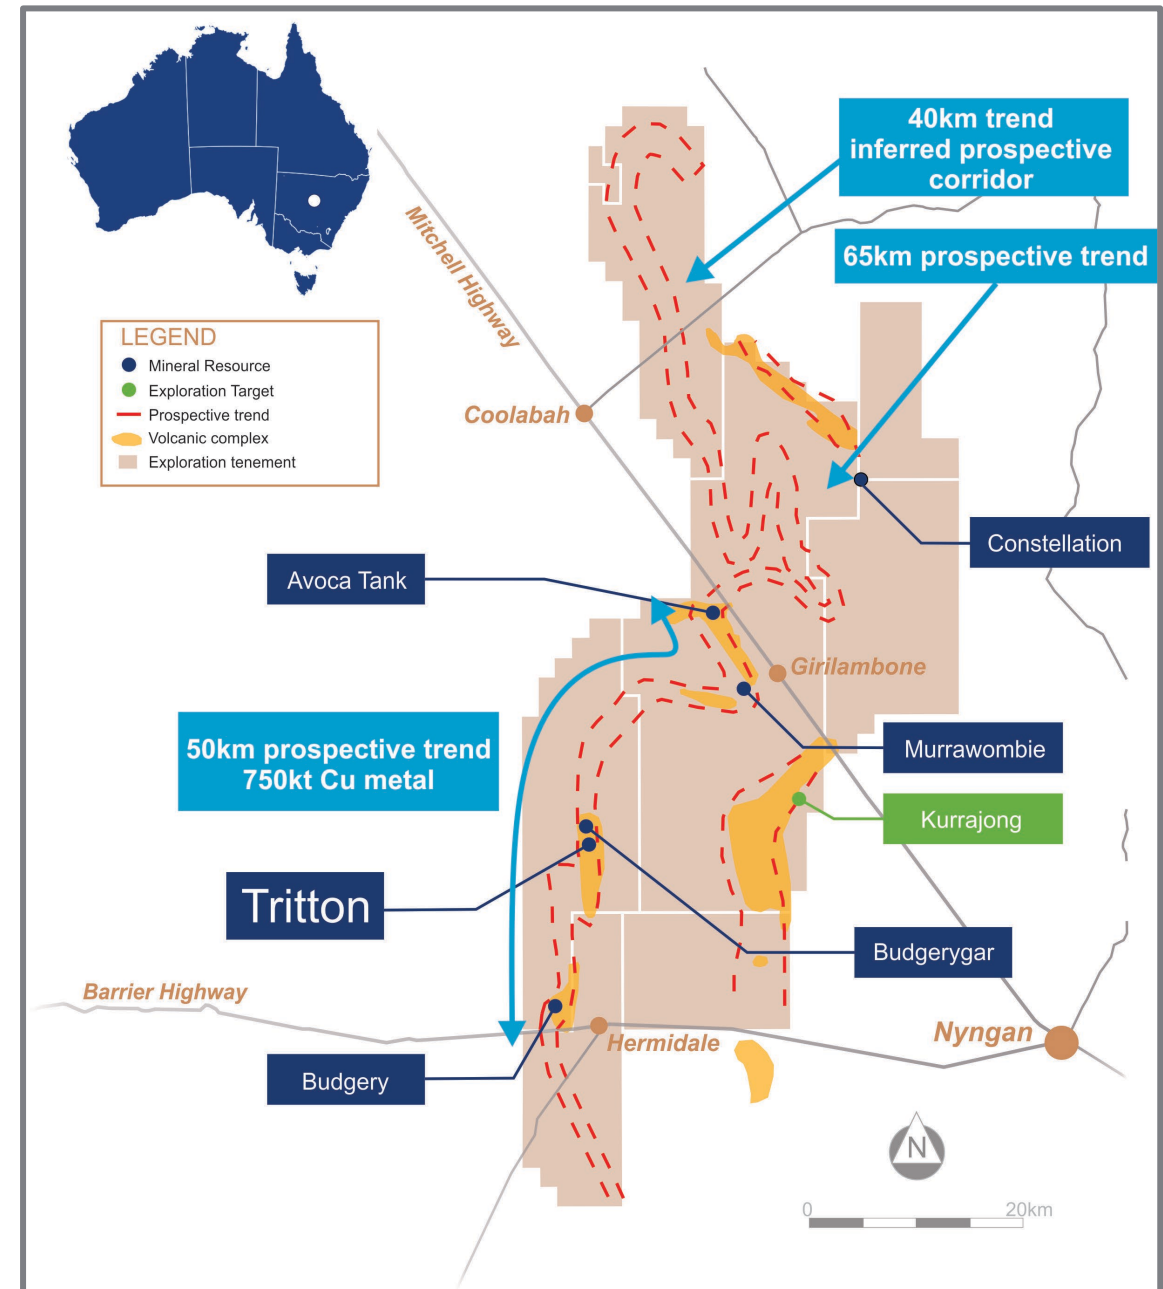 40km trend
inferred prospective
corridor
Mitchell Highway
65km prospective trend
LEGEND
Mineral Resource
Exploration Target
Prospective trend
Volcanic complex
Exploration tenement
Coolabah
Constellation
Avoca Tank
Girilambone
50km prospective trend
750kt Cu metal
Murrawombie
Kurrajong
Tritton
Budgerygar
Barrier Highway
Nyngan
Hermidale
Budgery
N
0
20km